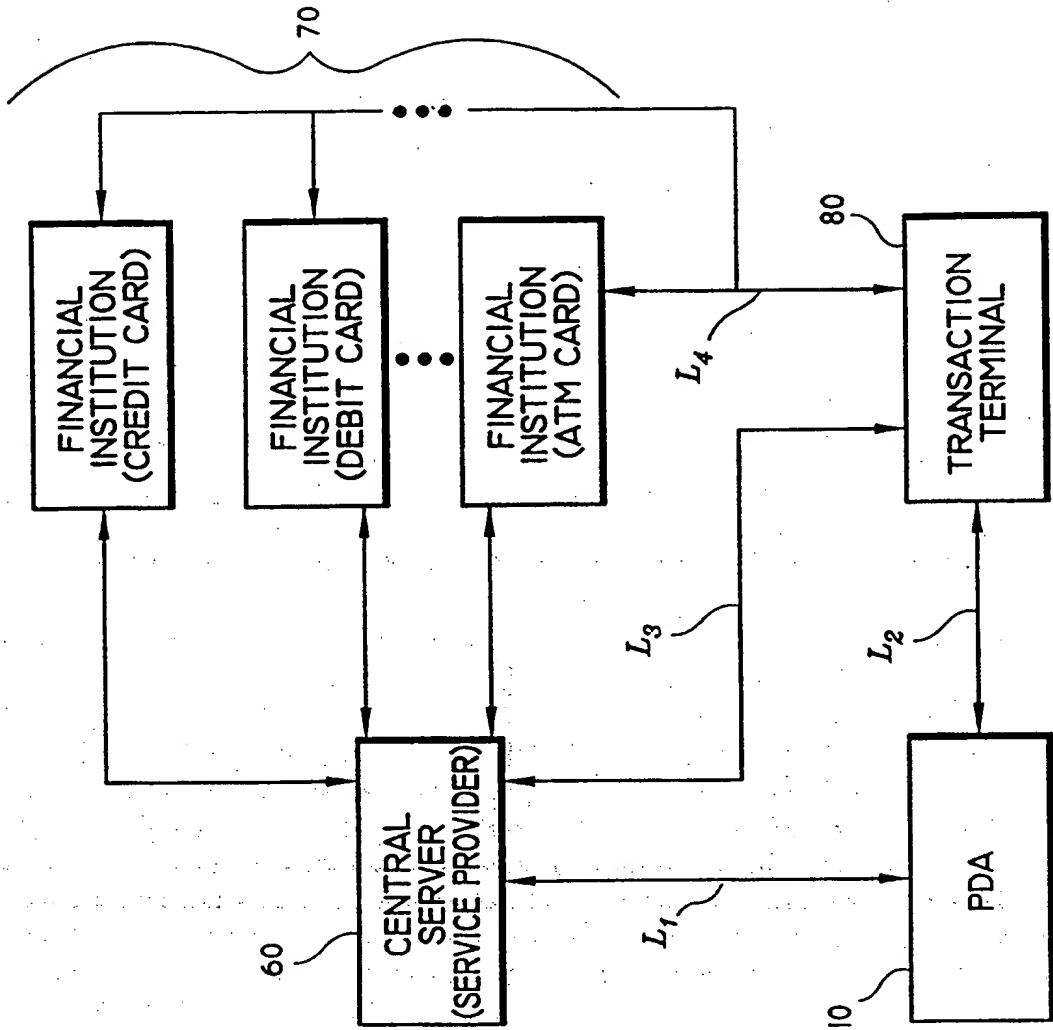 70
FINANCIAL
INSTITUTION
(CREDIT CARD)
FINANCIAL
INSTITUTION
(DEBIT CARD)
FINANCIAL
INSTITUTION
(ATM CARD)
60
CENTRAL
SERVER
(SERVICE PROVIDER)
L4
80
L3
TRANSACTION
TERMINAL
L1
L2
10
PDA